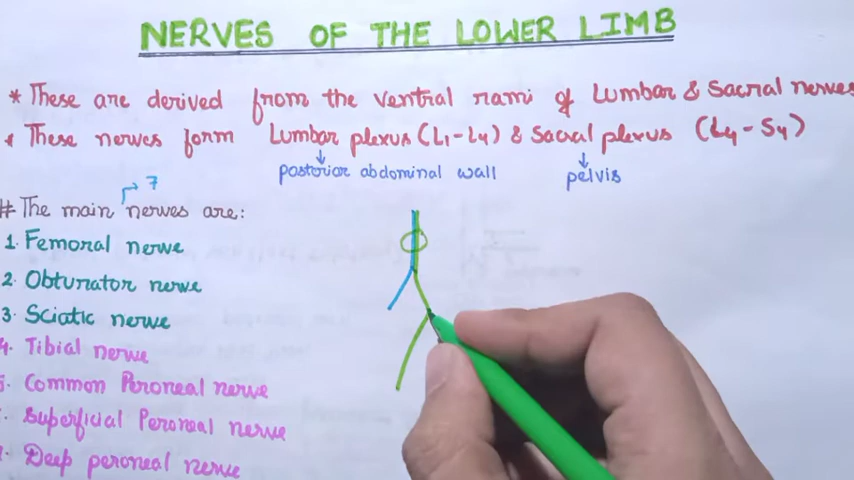 NERVES OF THE LOWER LIMB
* These are derived from the ventral rami of Lumbar & Sacral nerves
* These nerves form Lumbar plexus (L1-L4) & Sacral plexus (L4-S4)
posterior abdominal wall pelvis
7
# The main nerves are:
1. Femoral nerve
2. Obturator nerve
3. Sciatic nerve
4. Tibial nerve
5. Common Peroneal nerve
Superficial Peroneal nerve
Deep peroneal nerve